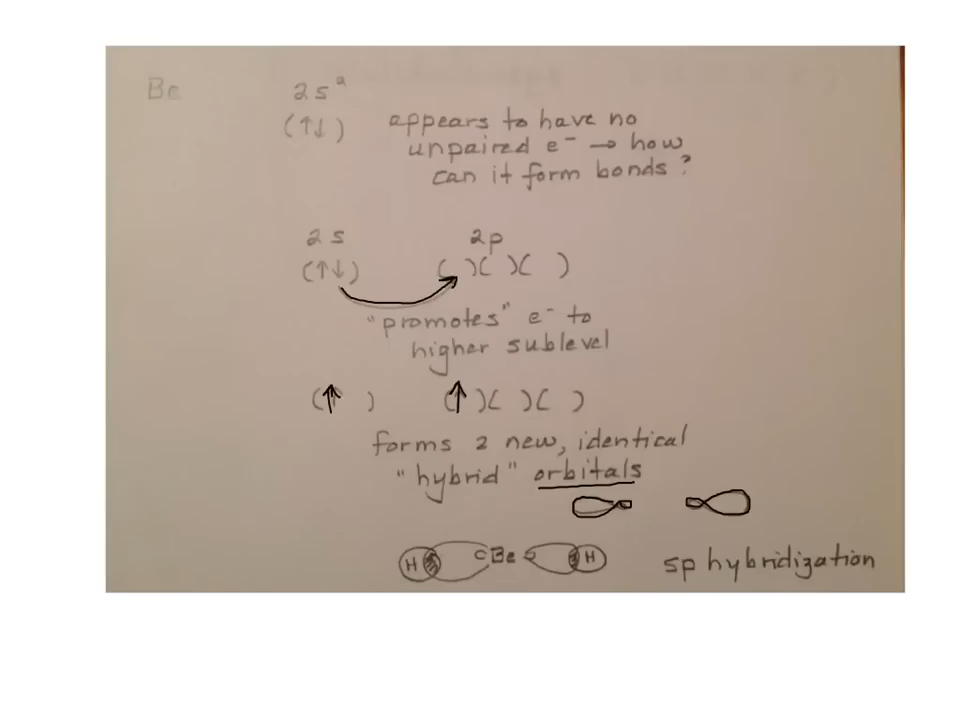 Be 2s²
(↑↓) appears to have no
unpaired e⁻ → how
can it form bonds?
2s 2p
(↑↓) ( )( )( )
"promotes" e⁻ to
higher sublevel
(↑ ) (↑)( )( )
forms 2 new, identical
"hybrid" orbitals
H Be H sp hybridization